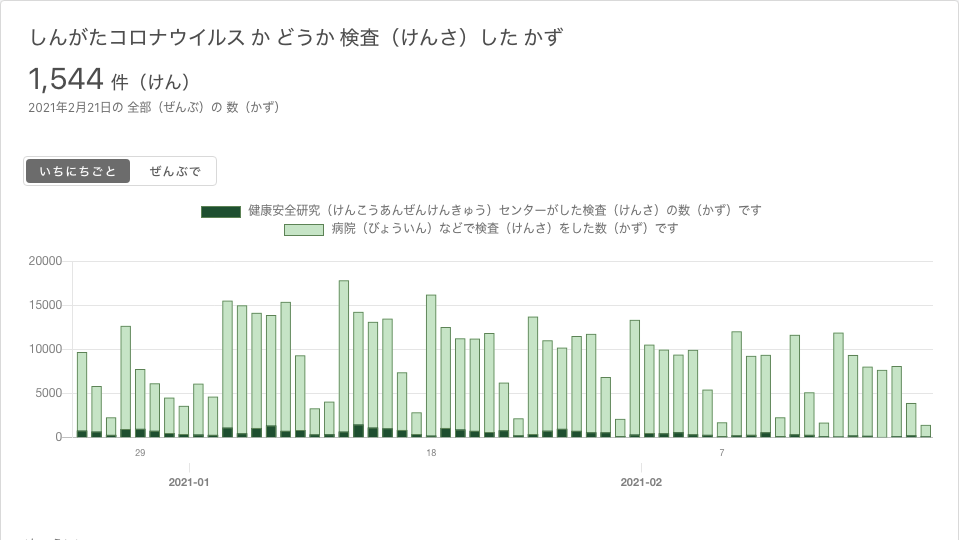 しんがたコロナウイルス か どうか 検査（けんさ）した かず
1,544 件（けん）
2021年2月21日の 全部（ぜんぶ）の 数（かず）
いちにちごと ぜんぶで
健康安全研究（けんこうあんぜんけんきゅう）センターがした検査（けんさ）の数（かず）です
病院（びょういん）などで検査（けんさ）をした数（かず）です
20000
15000
10000
5000
0
29 18 7
2021-01 2021-02